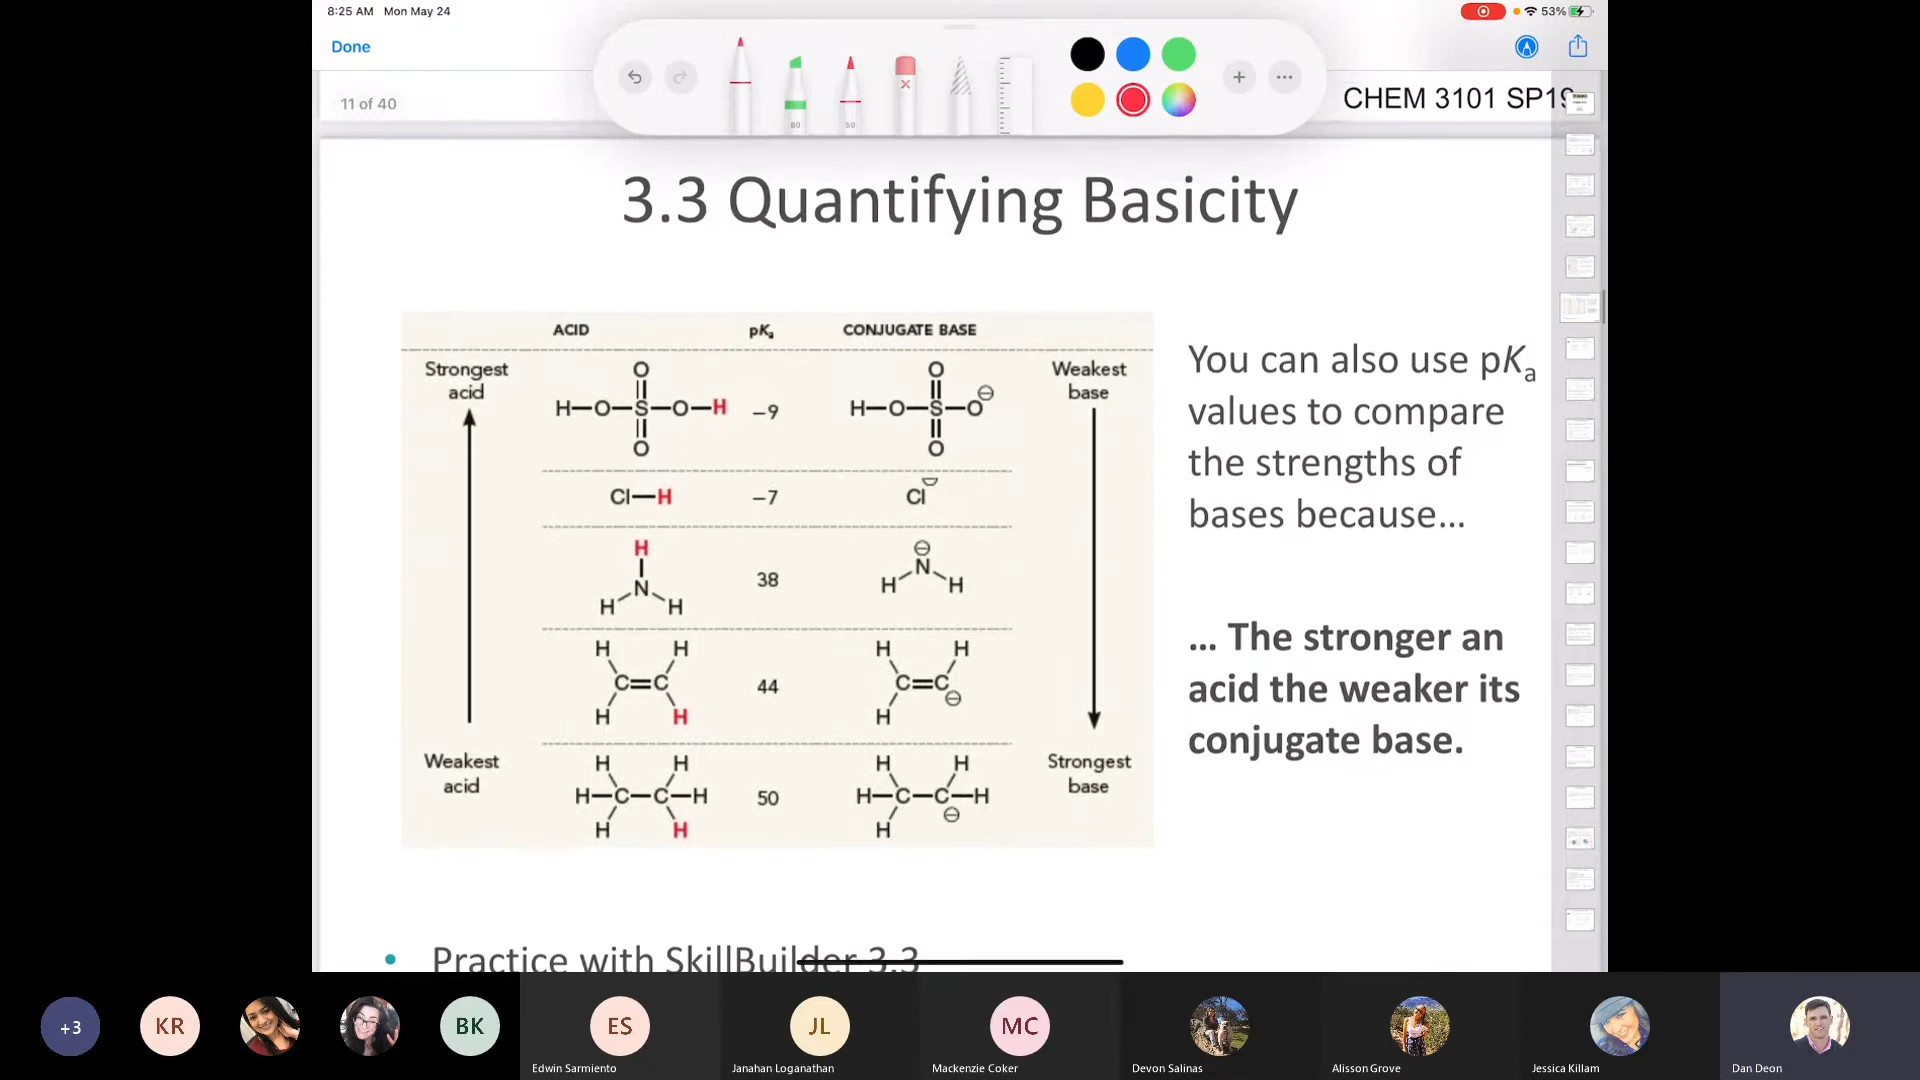 8:25 AM Mon May 24
53%
Done
11 of 40
80
50
CHEM 3101 SP19
3.3 Quantifying Basicity
ACID pKa CONJUGATE BASE
Strongest acid
Weakest base
O
H—O—S—O—H
O
−9
O
H—O—S—O⊖
O
Cl—H −7 Cl
H
N
H H
38
⊖
N
H H
H H
C=C
H H
44
H H
C=C⊖
H
Weakest acid
Strongest base
H H
H—C—C—H
H H
50
H H
H—C—C—H
H ⊖
You can also use pKa
values to compare
the strengths of
bases because...
... The stronger an
acid the weaker its
conjugate base.
• Practice with SkillBuilder 3.3
+3
KR
BK
ES
Edwin Sarmiento
JL
Janahan Loganathan
MC
Mackenzie Coker
Devon Salinas
Alisson Grove
Jessica Killam
Dan Deon